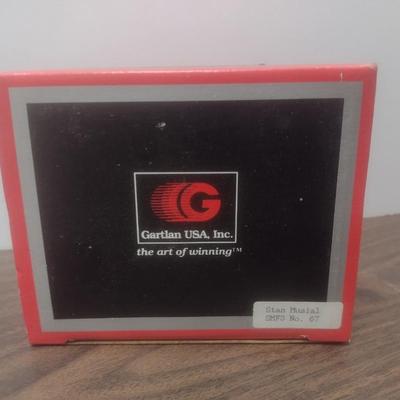 G
Gartlan USA, Inc.
the art of winning™
Stan Musial
SMFS No. 67